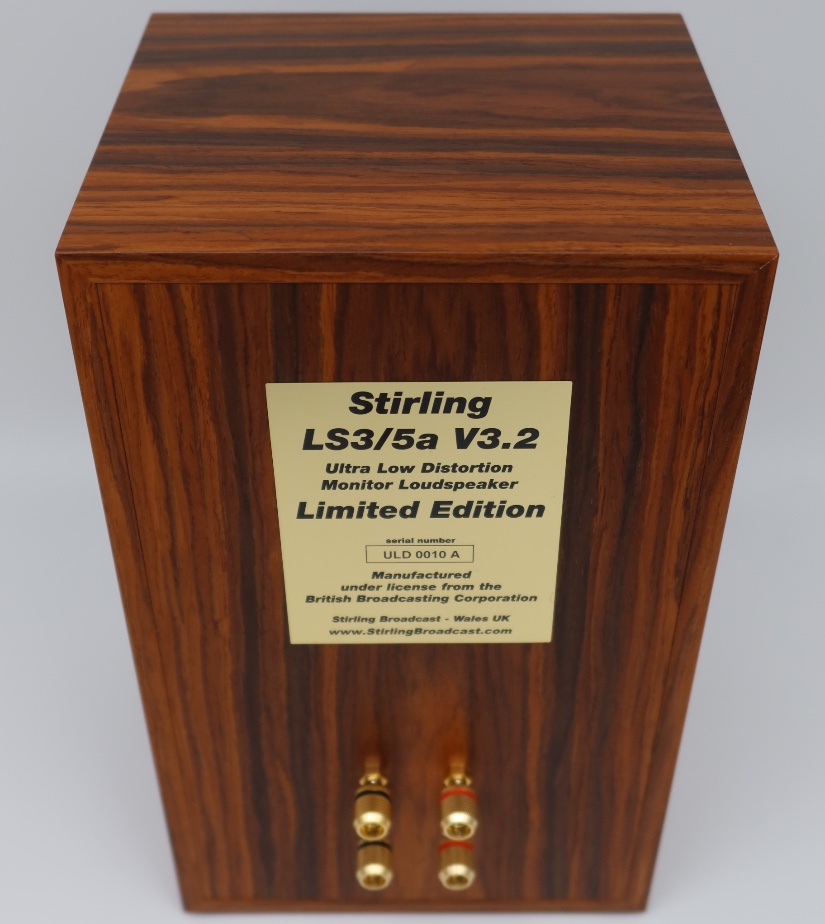 Stirling
LS3/5a V3.2
Ultra Low Distortion
Monitor Loudspeaker
Limited Edition
serial number
ULD 0010 A
Manufactured
under license from the
British Broadcasting Corporation
Stirling Broadcast - Wales UK
www.StirlingBroadcast.com